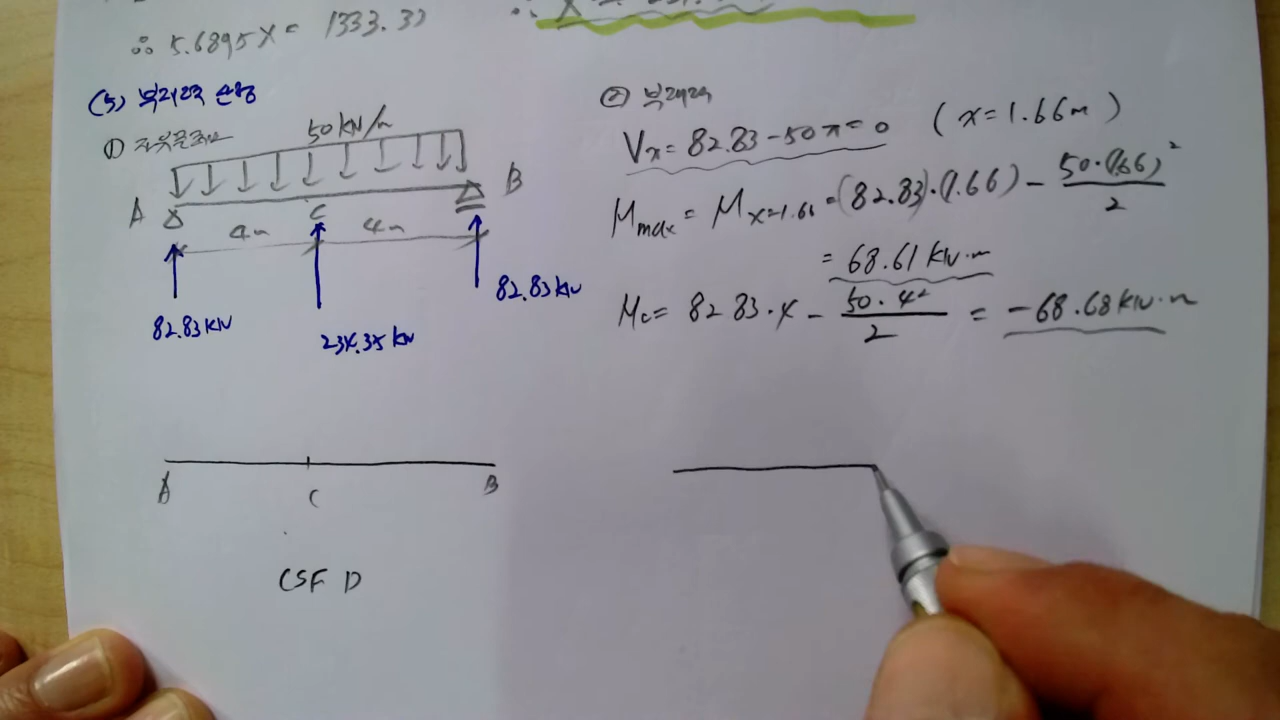 ∴ 5.6895X = 1333.33
∴ X
(5) 부재력 산정
① 자유물체도
50 kN/m
A
C
B
4m
4m
82.83 kN
234.35 kN
82.83 kN
② 부재력
Vx = 82.83 - 50x = 0 (x = 1.66m)
Mmax = Mx=1.66 = (82.83)·(1.66) - 50·(1.66)²/2
= 68.61 kN·m
Mc = 82.83·4 - 50·4²/2 = -68.68 kN·m
A C B
CSF D